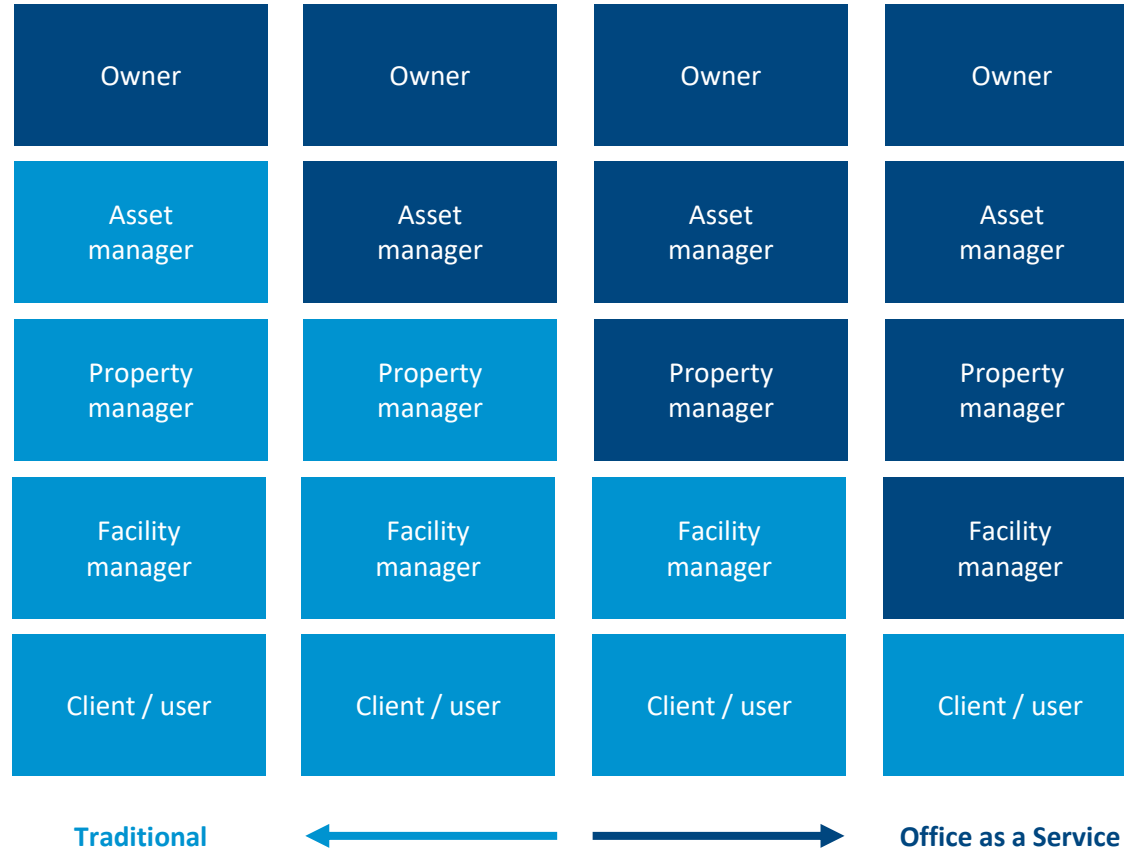 Owner
Owner
Owner
Owner
Asset
manager
Asset
manager
Asset
manager
Asset
manager
Property
manager
Property
manager
Property
manager
Property
manager
Facility
manager
Facility
manager
Facility
manager
Facility
manager
Client / user
Client / user
Client / user
Client / user
Traditional
Office as a Service